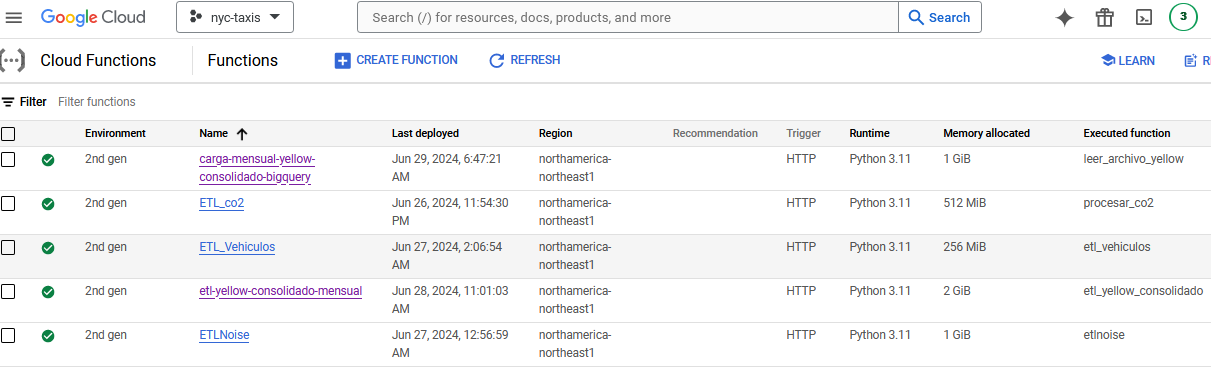 Google Cloud nyc-taxis Search (/) for resources, docs, products, and more Search 3
Cloud Functions Functions CREATE FUNCTION REFRESH LEARN R
Filter Filter functions
Environment Name Last deployed Region Recommendation Trigger Runtime Memory allocated Executed function
2nd gen carga-mensual-yellow- Jun 29, 2024, 6:47:21 northamerica- HTTP Python 3.11 1 GiB leer_archivo_yellow
consolidado-bigquery AM northeast1
2nd gen ETL_co2 Jun 26, 2024, 11:54:30 northamerica- HTTP Python 3.11 512 MiB procesar_co2
PM northeast1
2nd gen ETL_Vehiculos Jun 27, 2024, 2:06:54 northamerica- HTTP Python 3.11 256 MiB etl_vehiculos
AM northeast1
2nd gen etl-yellow-consolidado-mensual Jun 28, 2024, 11:01:03 northamerica- HTTP Python 3.11 2 GiB etl_yellow_consolidado
AM northeast1
2nd gen ETLNoise Jun 27, 2024, 12:56:59 northamerica- HTTP Python 3.11 1 GiB etlnoise
AM northeast1